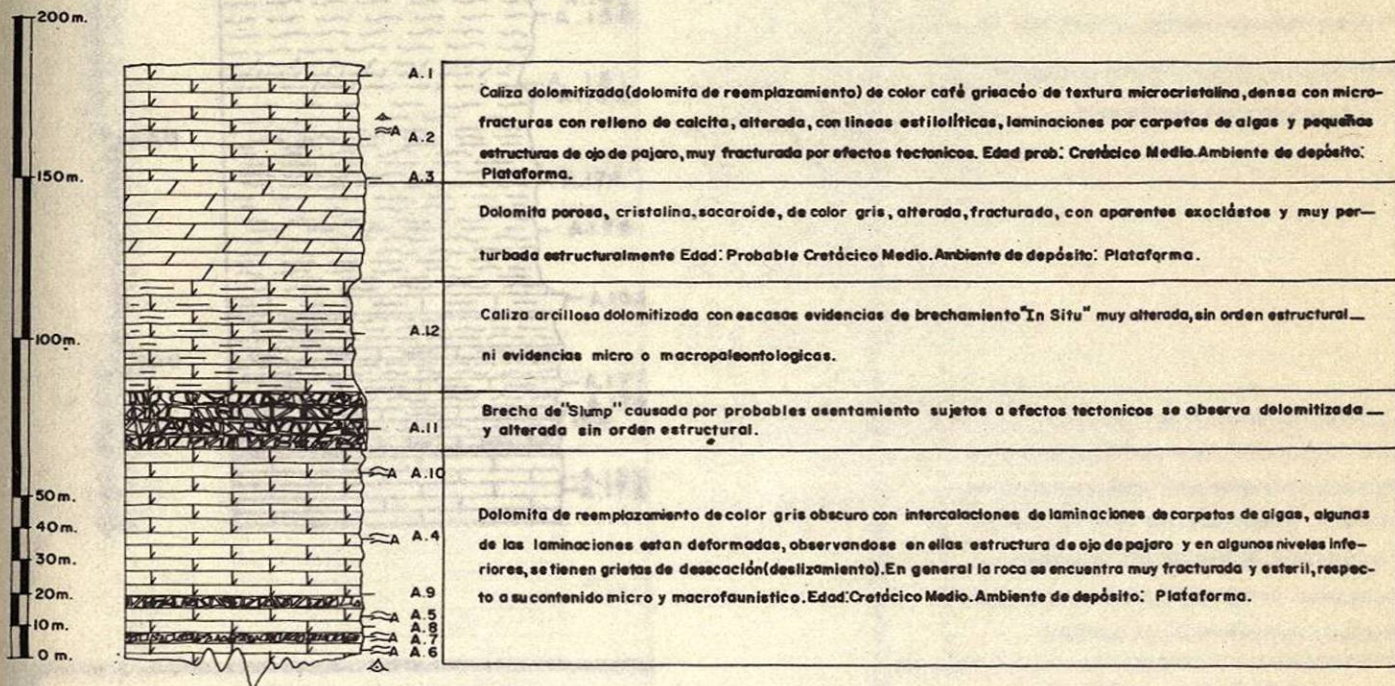 200 m.
150 m.
100 m.
50 m.
40 m.
30 m.
20 m.
10 m.
0 m.
A.1
A
A.2
A.3
A.12
A.11
A A.10
A A.4
A.9
A A.5
A.8
A A.7
A A.6
Caliza dolomitizada (dolomita de reemplazamiento) de color café grisacéo de textura microcristalina, densa con micro-
fracturas con relleno de calcita, alterada, con lineas estilolíticas, laminaciones por carpetas de algas y pequeñas
estructuras de ojo de pajaro, muy fracturada por efectos tectonicos. Edad prob: Cretácico Medio. Ambiente de depósito:
Plataforma.
Dolomita porosa, cristalina, sacaroide, de color gris, alterada, fracturada, con aparentes exoclástos y muy per-
turbada estructuralmente Edad: Probable Cretácico Medio. Ambiente de depósito: Plataforma.
Caliza arcillosa dolomitizada con escasas evidencias de brechamiento "In Situ" muy alterada, sin orden estructural
ni evidencias micro o macropaleontologicas.
Brecha de "Slump" causada por probables asentamiento sujetos a efectos tectonicos se observa delomitizada
y alterada sin orden estructural.
Dolomita de reemplazamiento de color gris obscuro con intercalaciones de laminaciones de carpetas de algas, algunas
de las laminaciones estan deformadas, observandose en ellas estructura de ojo de pajaro y en algunos niveles infe-
riores, se tienen grietas de desecación (deslizamiento). En general la roca se encuentra muy fracturada y esteril, respec-
to a su contenido micro y macrofaunistico. Edad: Cretácico Medio. Ambiente de depósito: Plataforma.